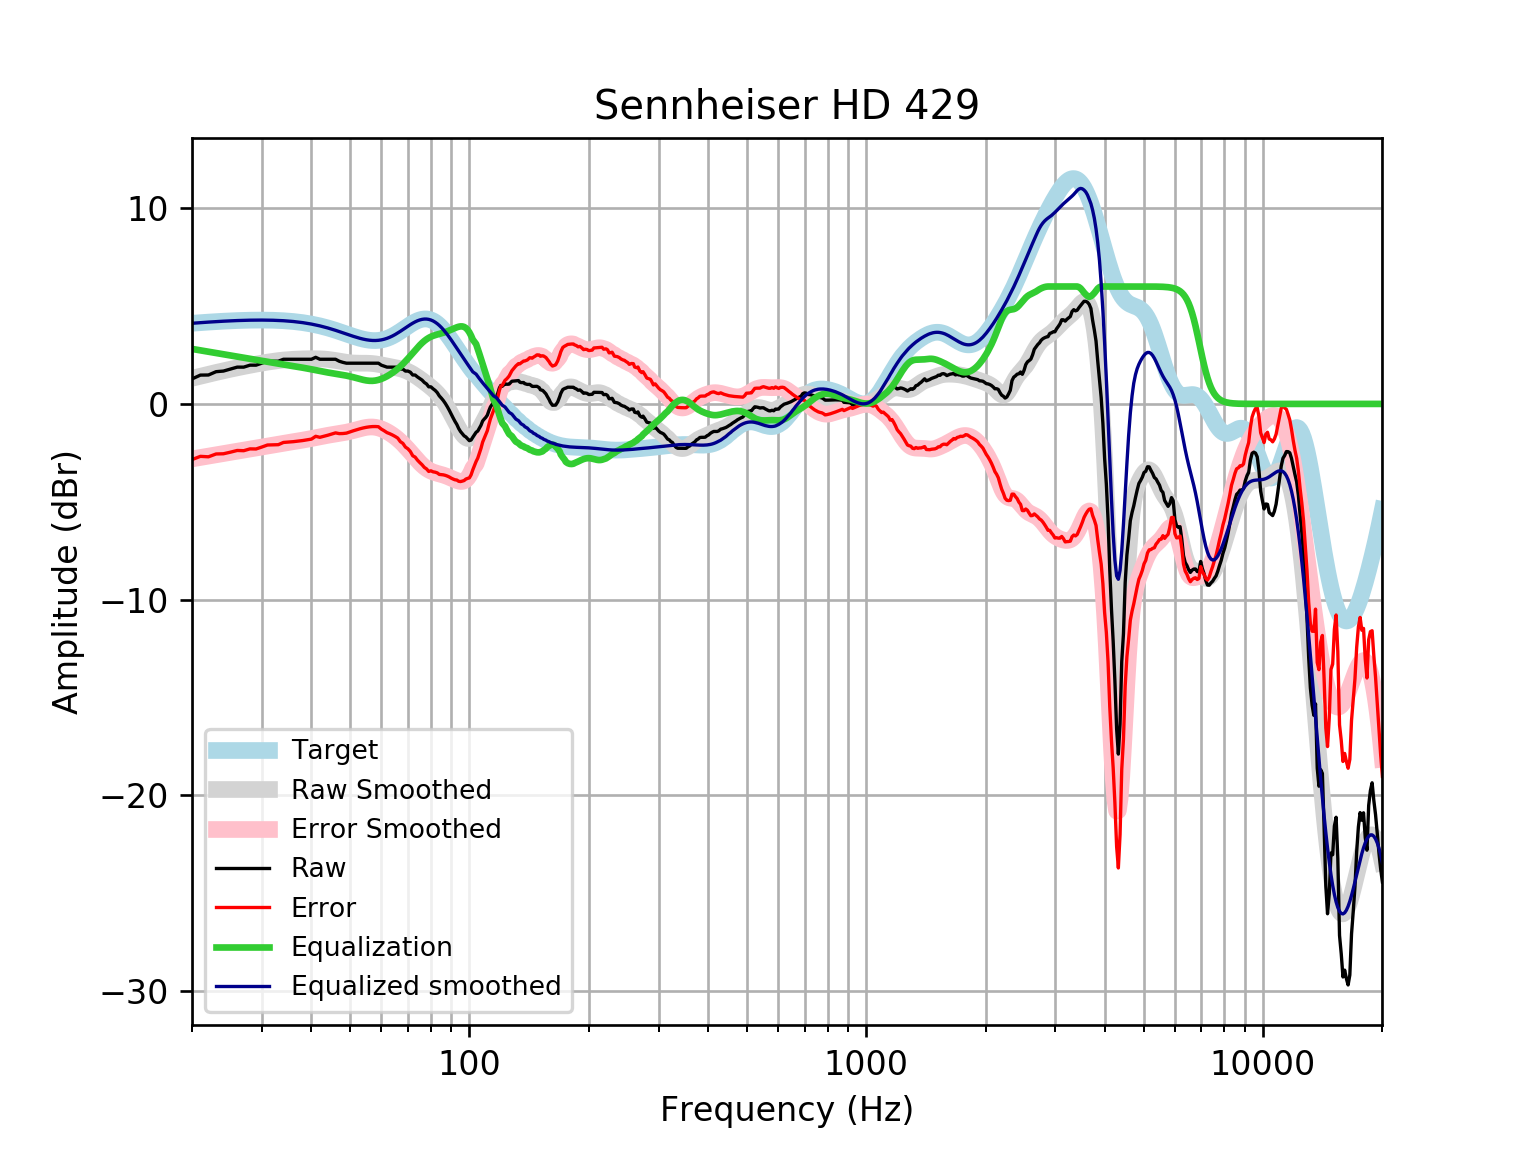 Sennheiser HD 429
10
0
−10
−20
−30
Amplitude (dBr)
Target
Raw Smoothed
Error Smoothed
Raw
Error
Equalization
Equalized smoothed
100
1000
10000
Frequency (Hz)